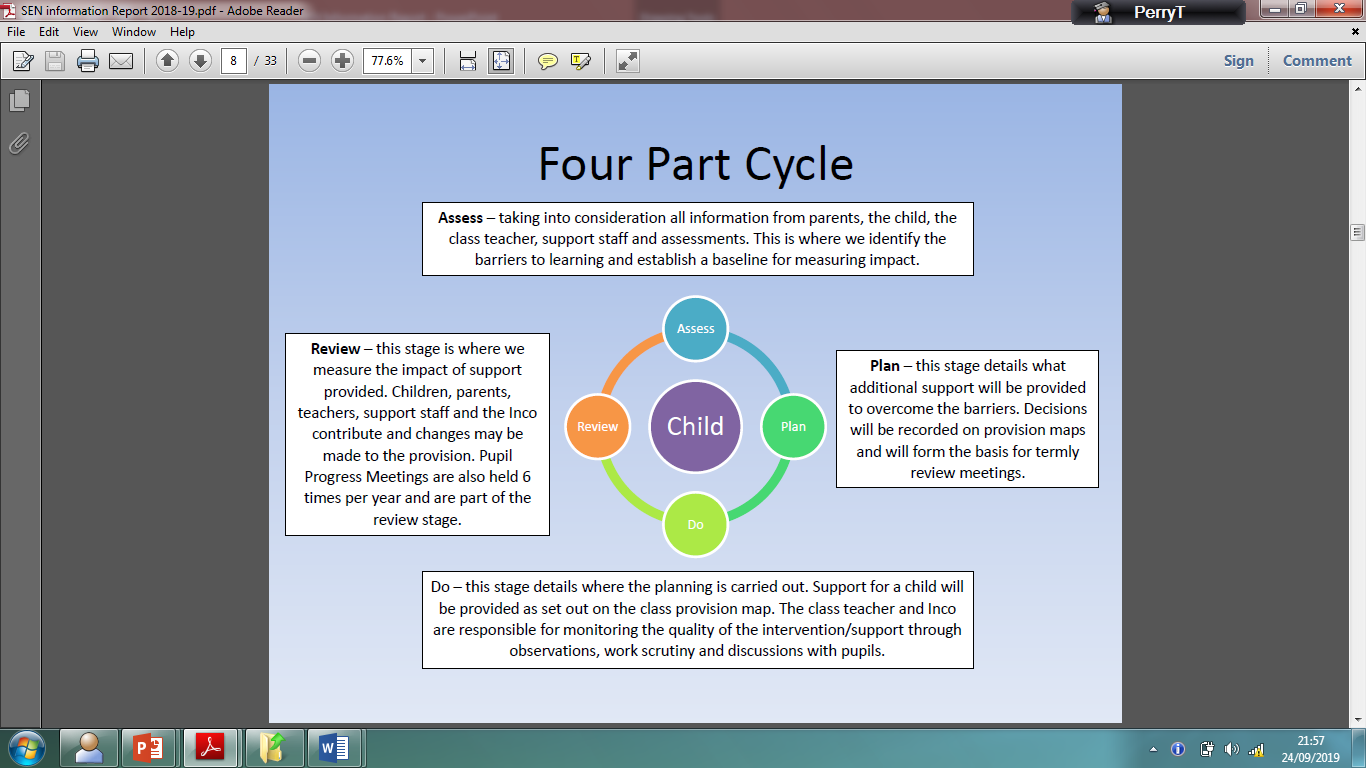 SEN information Report 2018-19.pdf - Adobe Reader
PerryT
File Edit View Window Help
8 / 33
77.6%
Sign
Comment
Four Part Cycle
Assess – taking into consideration all information from parents, the child, the
class teacher, support staff and assessments. This is where we identify the
barriers to learning and establish a baseline for measuring impact.
Review – this stage is where we
measure the impact of support
provided. Children, parents,
teachers, support staff and the Inco
contribute and changes may be
made to the provision. Pupil
Progress Meetings are also held 6
times per year and are part of the
review stage.
Assess
Review
Child
Plan
Do
Plan – this stage details what
additional support will be provided
to overcome the barriers. Decisions
will be recorded on provision maps
and will form the basis for termly
review meetings.
Do – this stage details where the planning is carried out. Support for a child will
be provided as set out on the class provision map. The class teacher and Inco
are responsible for monitoring the quality of the intervention/support through
observations, work scrutiny and discussions with pupils.
21:57
24/09/2019